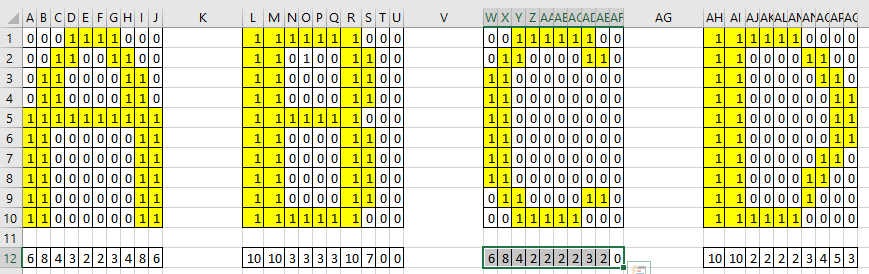 A B C D E F G H I J K L M N O P Q R S T U V W X Y Z AA AB AC AD AE AF AG AH AI AJ AK AL AM AN AO AP AQ
1 0 0 0 1 1 1 1 0 0 0 1 1 1 1 1 1 1 0 0 0 0 0 1 1 1 1 1 1 0 0 1 1 1 1 1 1 0 0 0 0
2 0 0 1 1 0 0 1 1 0 0 1 1 0 1 0 0 1 1 0 0 0 1 1 0 0 0 0 1 1 0 1 1 0 0 0 0 1 1 0 0
3 0 1 1 0 0 0 0 1 1 0 1 1 0 0 0 0 1 1 0 0 1 1 0 0 0 0 0 0 0 0 1 1 0 0 0 0 0 1 1 0
4 0 1 1 0 0 0 0 1 1 0 1 1 0 0 0 0 1 1 0 0 1 1 0 0 0 0 0 0 0 0 1 1 0 0 0 0 0 0 1 1
5 1 1 1 1 1 1 1 1 1 1 1 1 1 1 1 1 1 0 0 0 1 1 0 0 0 0 0 0 0 0 1 1 0 0 0 0 0 0 1 1
6 1 1 0 0 0 0 0 0 1 1 1 1 0 0 0 0 1 1 0 0 1 1 0 0 0 0 0 0 0 0 1 1 0 0 0 0 0 0 1 1
7 1 1 0 0 0 0 0 0 1 1 1 1 0 0 0 0 1 1 0 0 1 1 0 0 0 0 0 0 0 0 1 1 0 0 0 0 0 1 1 0
8 1 1 0 0 0 0 0 0 1 1 1 1 0 0 0 0 1 1 0 0 1 1 0 0 0 0 0 0 0 0 1 1 0 0 0 0 1 1 0 0
9 1 1 0 0 0 0 0 0 1 1 1 1 0 0 0 0 1 1 0 0 0 1 1 0 0 0 0 1 1 0 1 1 0 0 0 0 1 0 0 0
10 1 1 0 0 0 0 0 0 1 1 1 1 1 1 1 1 1 0 0 0 0 0 1 1 1 1 1 0 0 0 1 1 1 1 1 1 0 0 0 0
11
12 6 8 4 3 2 2 3 4 8 6 10 10 3 3 3 3 10 7 0 0 6 8 4 2 2 2 2 3 2 0 10 10 2 2 2 2 3 4 5 3